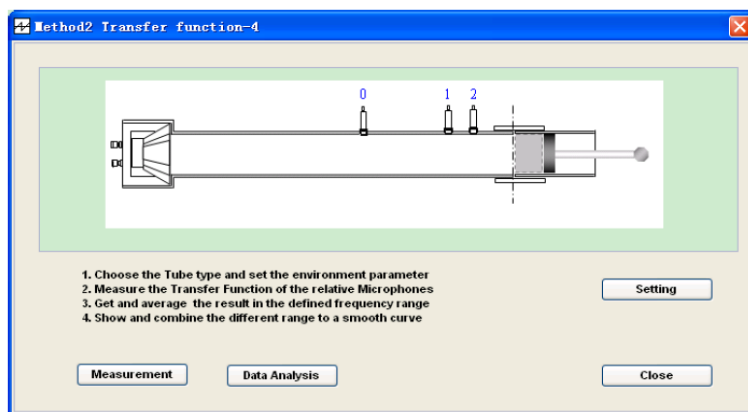 Method2 Transfer function-4
0 1 2
1. Choose the Tube type and set the environment parameter
2. Measure the Transfer Function of the relative Microphones
3. Get and average the result in the defined frequency range
4. Show and combine the different range to a smooth curve
Setting
Measurement
Data Analysis
Close